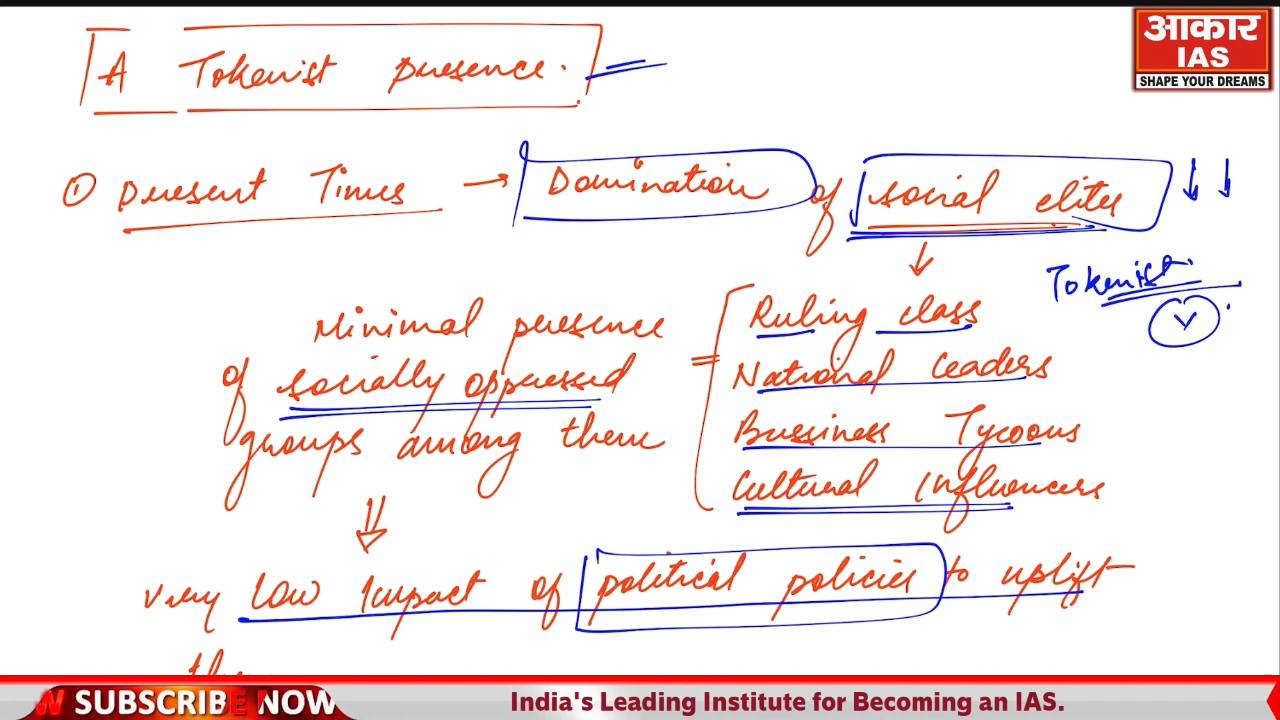 आकार
IAS
SHAPE YOUR DREAMS
A Tokenist presence.
① present Times → Domination of social elites ↓ ↓
Tokenist.
v
Minimal presence
of socially oppressed
groups among them
=
Ruling class
National Leaders
Bussiness Tycoons
Cultural influencers
very low impact of political policies to uplift
SUBSCRIBE NOW
India's Leading Institute for Becoming an IAS.